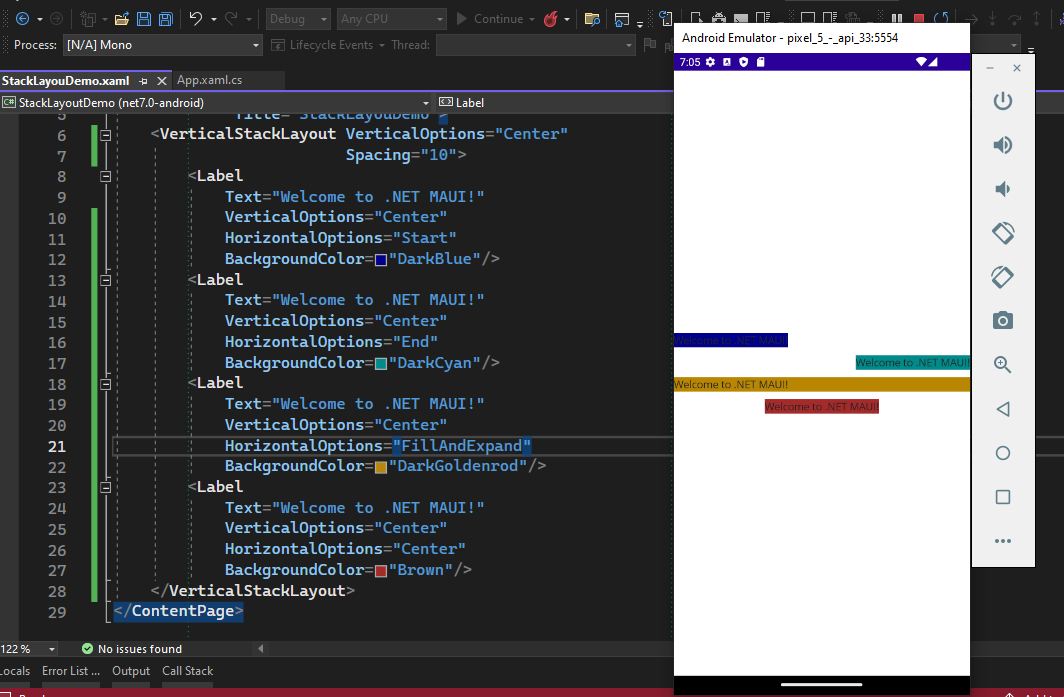 Debug
Any CPU
Continue
Process:
[N/A] Mono
Lifecycle Events
Thread:
StackLayouDemo.xaml
App.xaml.cs
StackLayoutDemo (net7.0-android)
Label
5 Title="StackLayouDemo">
6 <VerticalStackLayout VerticalOptions="Center"
7 Spacing="10">
8 <Label
9 Text="Welcome to .NET MAUI!"
10 VerticalOptions="Center"
11 HorizontalOptions="Start"
12 BackgroundColor="DarkBlue"/>
13 <Label
14 Text="Welcome to .NET MAUI!"
15 VerticalOptions="Center"
16 HorizontalOptions="End"
17 BackgroundColor="DarkCyan"/>
18 <Label
19 Text="Welcome to .NET MAUI!"
20 VerticalOptions="Center"
21 HorizontalOptions="FillAndExpand"
22 BackgroundColor="DarkGoldenrod"/>
23 <Label
24 Text="Welcome to .NET MAUI!"
25 VerticalOptions="Center"
26 HorizontalOptions="Center"
27 BackgroundColor="Brown"/>
28 </VerticalStackLayout>
29 </ContentPage>
122 %
No issues found
Locals
Error List ...
Output
Call Stack
Android Emulator - pixel_5_-_api_33:5554
7:05
Welcome to .NET MAUI!
Welcome to .NET MAUI!
Welcome to .NET MAUI!
Welcome to .NET MAUI!